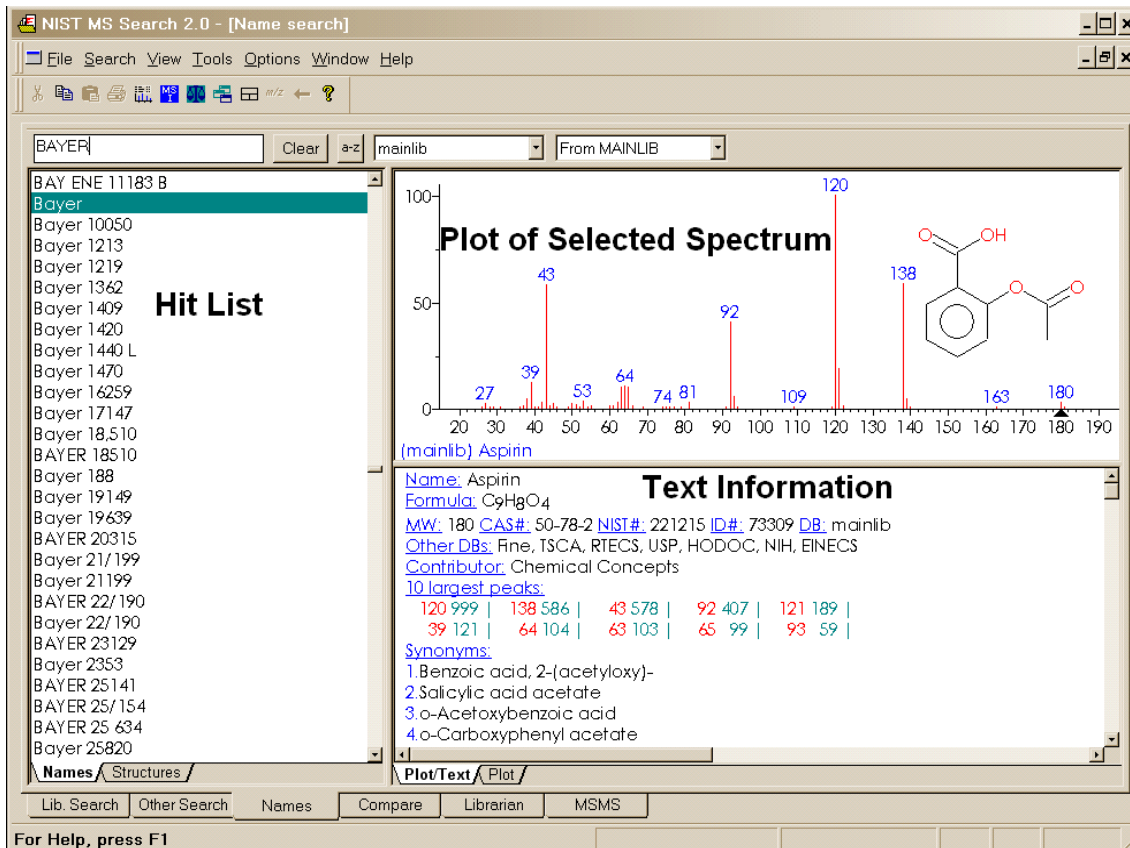 NIST MS Search 2.0 - [Name search]
File Search View Tools Options Window Help
MS I m/z ?
BAYER Clear a-z mainlib From MAINLIB
BAY ENE 11183 B
Bayer
Bayer 10050
Bayer 1213
Bayer 1219
Bayer 1362
Bayer 1409
Bayer 1420
Bayer 1440 L
Bayer 1470
Bayer 16259
Bayer 17147
Bayer 18,510
BAYER 18510
Bayer 188
Bayer 19149
Bayer 19639
BAYER 20315
Bayer 21/199
Bayer 21199
BAYER 22/190
Bayer 22/190
BAYER 23129
Bayer 2353
BAYER 25141
BAYER 25/154
BAYER 25 634
Bayer 25820
Hit List
Names Structures
Plot of Selected Spectrum
100
50
0
27 39 43 53 64 74 81 92 109 120 138 163 180
O OH O O
20 30 40 50 60 70 80 90 100 110 120 130 140 150 160 170 180 190
(mainlib) Aspirin
Text Information
Name: Aspirin
Formula: C9H8O4
MW: 180 CAS#: 50-78-2 NIST#: 221215 ID#: 73309 DB: mainlib
Other DBs: Fine, TSCA, RTECS, USP, HODOC, NIH, EINECS
Contributor: Chemical Concepts
10 largest peaks:
120 999 | 138 586 | 43 578 | 92 407 | 121 189 |
39 121 | 64 104 | 63 103 | 65 99 | 93 59 |
Synonyms:
1.Benzoic acid, 2-(acetyloxy)-
2.Salicylic acid acetate
3.o-Acetoxybenzoic acid
4.o-Carboxyphenyl acetate
Plot/Text Plot
Lib. Search Other Search Names Compare Librarian MSMS
For Help, press F1